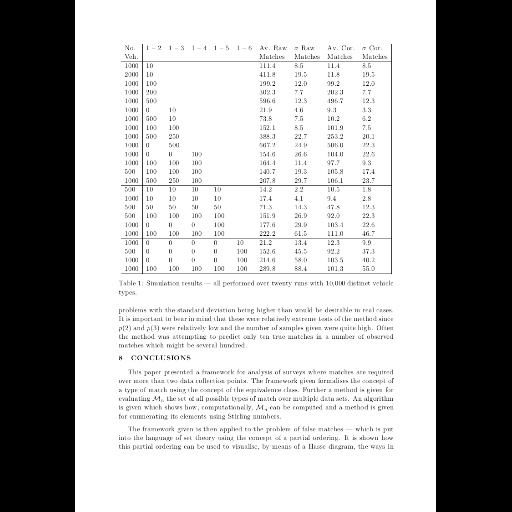 No. 1 – 2 1 – 3 1 – 4 1 – 5 1 – 6 Av. Raw σ Raw Av. Cor. σ Cor.
Veh. Matches Matches Matches Matches
1000 10 111.4 8.5 11.4 8.5
2000 10 411.8 19.5 11.8 19.5
1000 100 199.2 12.0 99.2 12.0
1000 200 302.3 7.7 202.3 7.7
1000 500 596.6 12.3 496.7 12.3
1000 0 10 21.9 4.6 9.3 3.3
1000 500 10 73.8 7.5 10.2 6.2
1000 100 100 152.1 8.5 101.9 7.5
1000 500 250 388.3 22.7 253.2 20.1
1000 0 500 667.2 24.9 506.0 22.3
1000 0 0 100 154.6 26.6 104.0 22.6
1000 100 100 100 164.4 11.4 97.7 9.3
500 100 100 100 140.7 19.3 105.8 17.4
1000 500 250 100 207.8 29.7 106.1 23.7
500 10 10 10 10 14.2 2.2 10.5 1.8
1000 10 10 10 10 17.4 4.1 9.4 2.8
500 50 50 50 50 71.3 14.3 47.8 12.3
500 100 100 100 100 151.9 26.9 92.0 22.3
1000 0 0 0 100 177.6 29.9 103.4 22.6
1000 100 100 100 100 222.2 61.5 111.0 46.7
1000 0 0 0 0 10 21.2 13.4 12.3 9.9
500 0 0 0 0 100 152.6 45.5 92.2 37.3
1000 0 0 0 0 100 214.6 58.0 103.5 40.2
1000 100 100 100 100 100 289.8 88.4 101.3 55.0
Table 1: Simulation results — all performed over twenty runs with 10,000 distinct vehicle
types.
problems with the standard deviation being higher than would be desirable in real cases.
It is important to bear in mind that these were relatively extreme tests of the method since
p(2) and p(3) were relatively low and the number of samples given were quite high. Often
the method was attempting to predict only ten true matches in a number of observed
matches which might be several hundred.
8 CONCLUSIONS
This paper presented a framework for analysis of surveys where matches are required
over more than two data collection points. The framework given formalises the concept of
a type of match using the concept of the equivalence class. Further a method is given for
evaluating 𝓜ₙ the set of all possible types of match over multiple data sets. An algorithm
is given which shows how, computationally, 𝓜ₙ can be computed and a method is given
for enumerating its elements using Stirling numbers.
The framework given is then applied to the problem of false matches — which is put
into the language of set theory using the concept of a partial ordering. It is shown how
this partial ordering can be used to visualise, by means of a Hasse diagram, the ways in